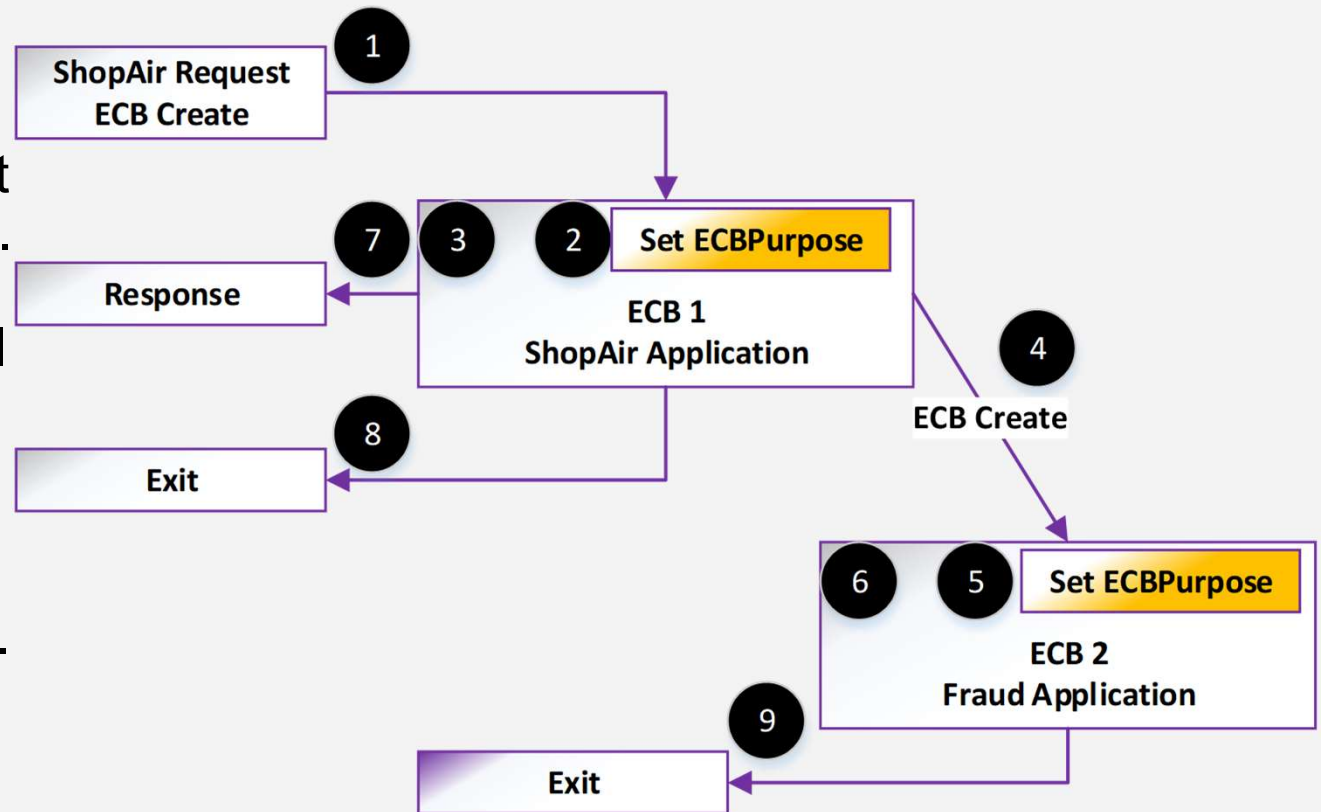 1
ShopAir Request
ECB Create
t
.
7
3
2
Set ECBPurpose
Response
ECB 1
ShopAir Application
4
ECB Create
8
Exit
6
5
Set ECBPurpose
.
ECB 2
Fraud Application
9
Exit